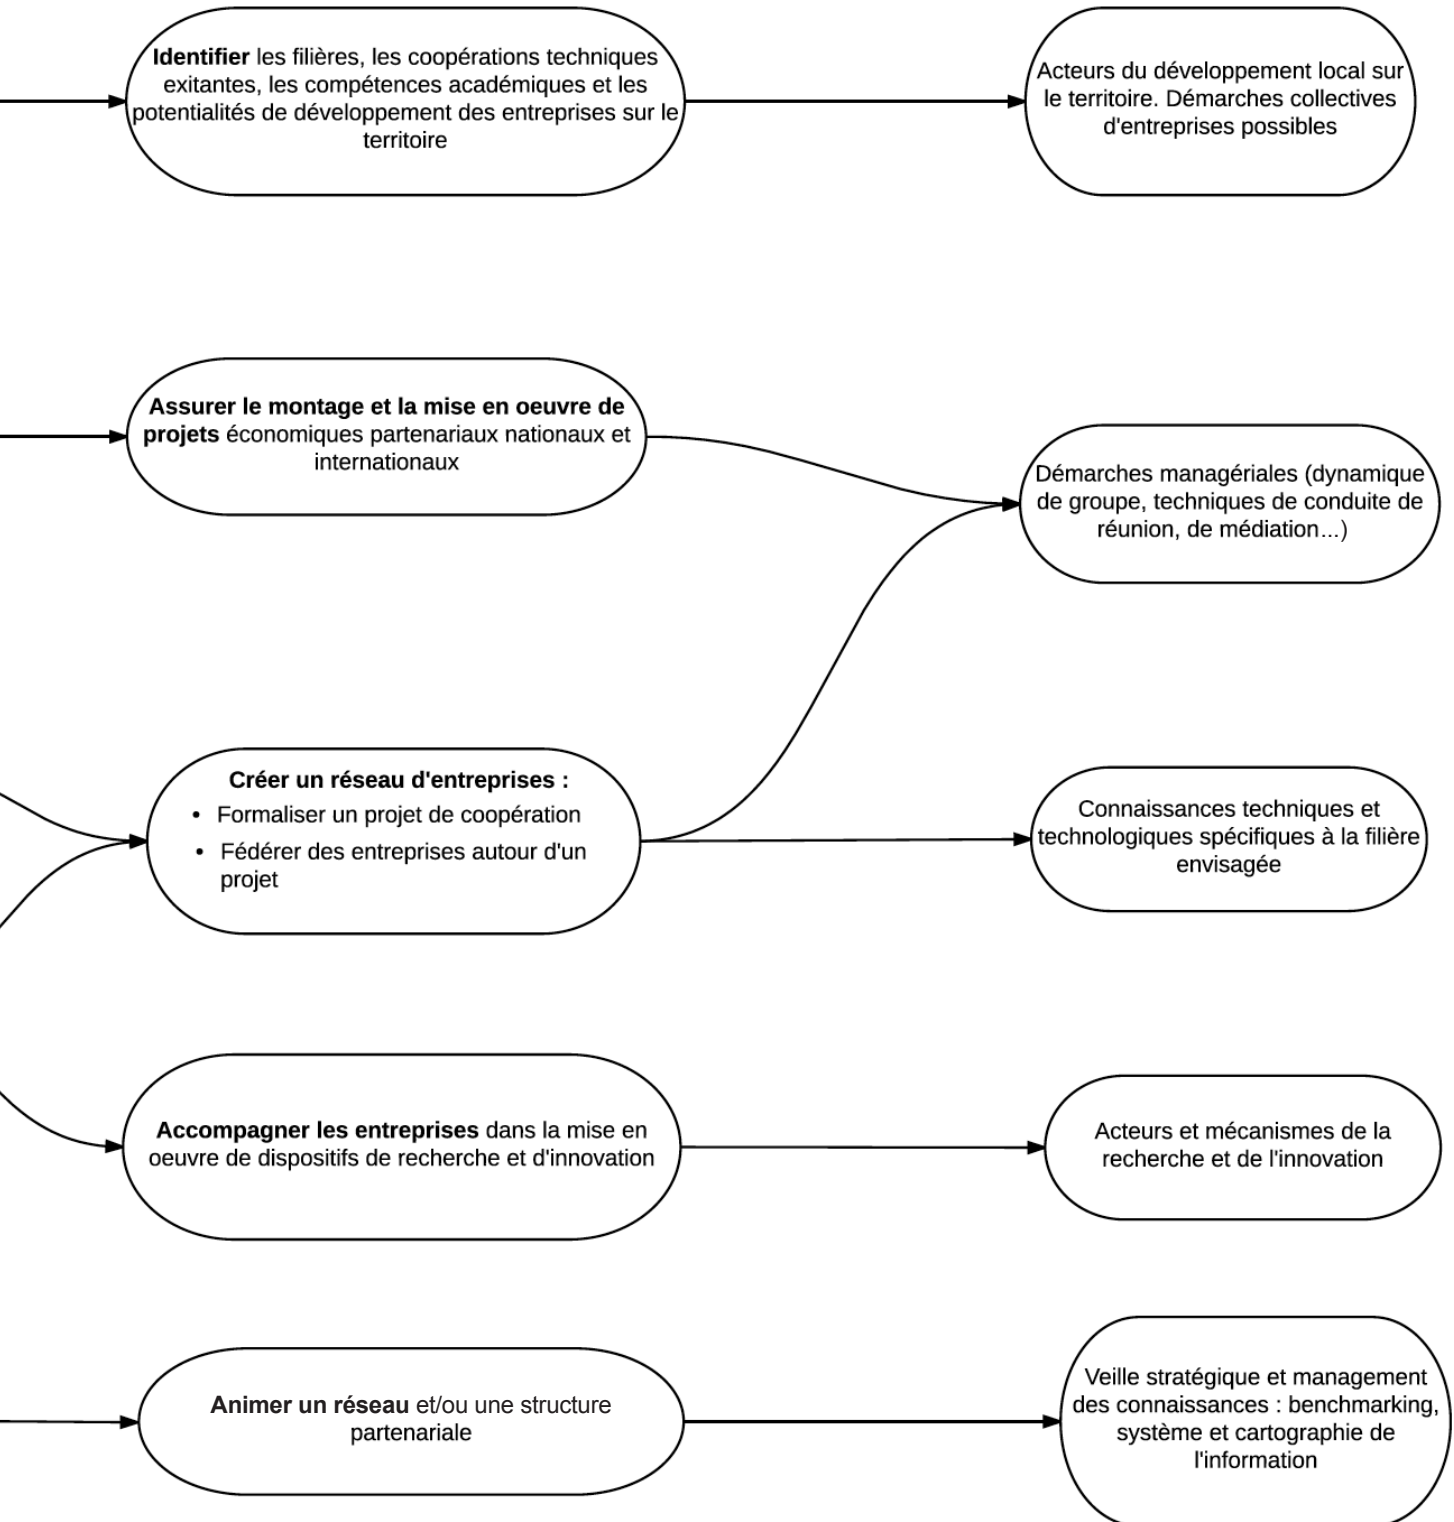 Identifier les filières, les coopérations techniques
exitantes, les compétences académiques et les
potentialités de développement des entreprises sur le
territoire
Acteurs du développement local sur
le territoire. Démarches collectives
d'entreprises possibles
Assurer le montage et la mise en oeuvre de
projets économiques partenariaux nationaux et
internationaux
Démarches managériales (dynamique
de groupe, techniques de conduite de
réunion, de médiation...)
Créer un réseau d'entreprises :
• Formaliser un projet de coopération
• Fédérer des entreprises autour d'un
projet
Connaissances techniques et
technologiques spécifiques à la filière
envisagée
Accompagner les entreprises dans la mise en
oeuvre de dispositifs de recherche et d'innovation
Acteurs et mécanismes de la
recherche et de l'innovation
Animer un réseau et/ou une structure
partenariale
Veille stratégique et management
des connaissances : benchmarking,
système et cartographie de
l'information